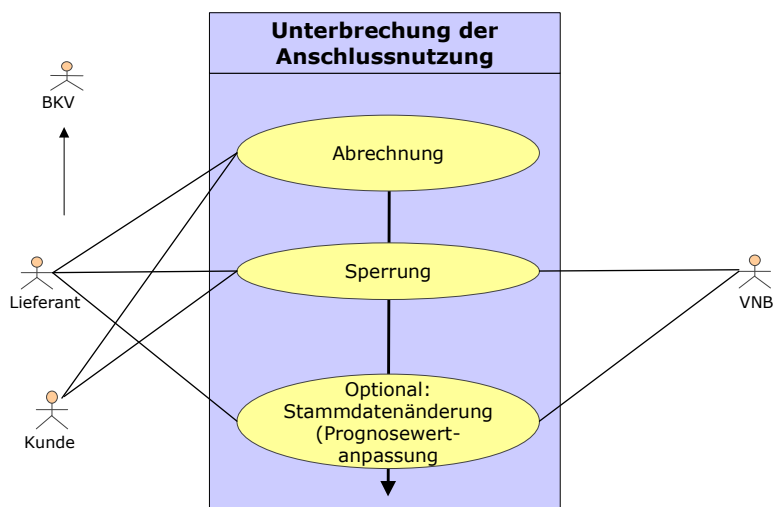 Unterbrechung der
Anschlussnutzung
BKV
Abrechnung
Lieferant
Sperrung
VNB
Kunde
Optional:
Stammdatenänderung
(Prognosewert-
anpassung